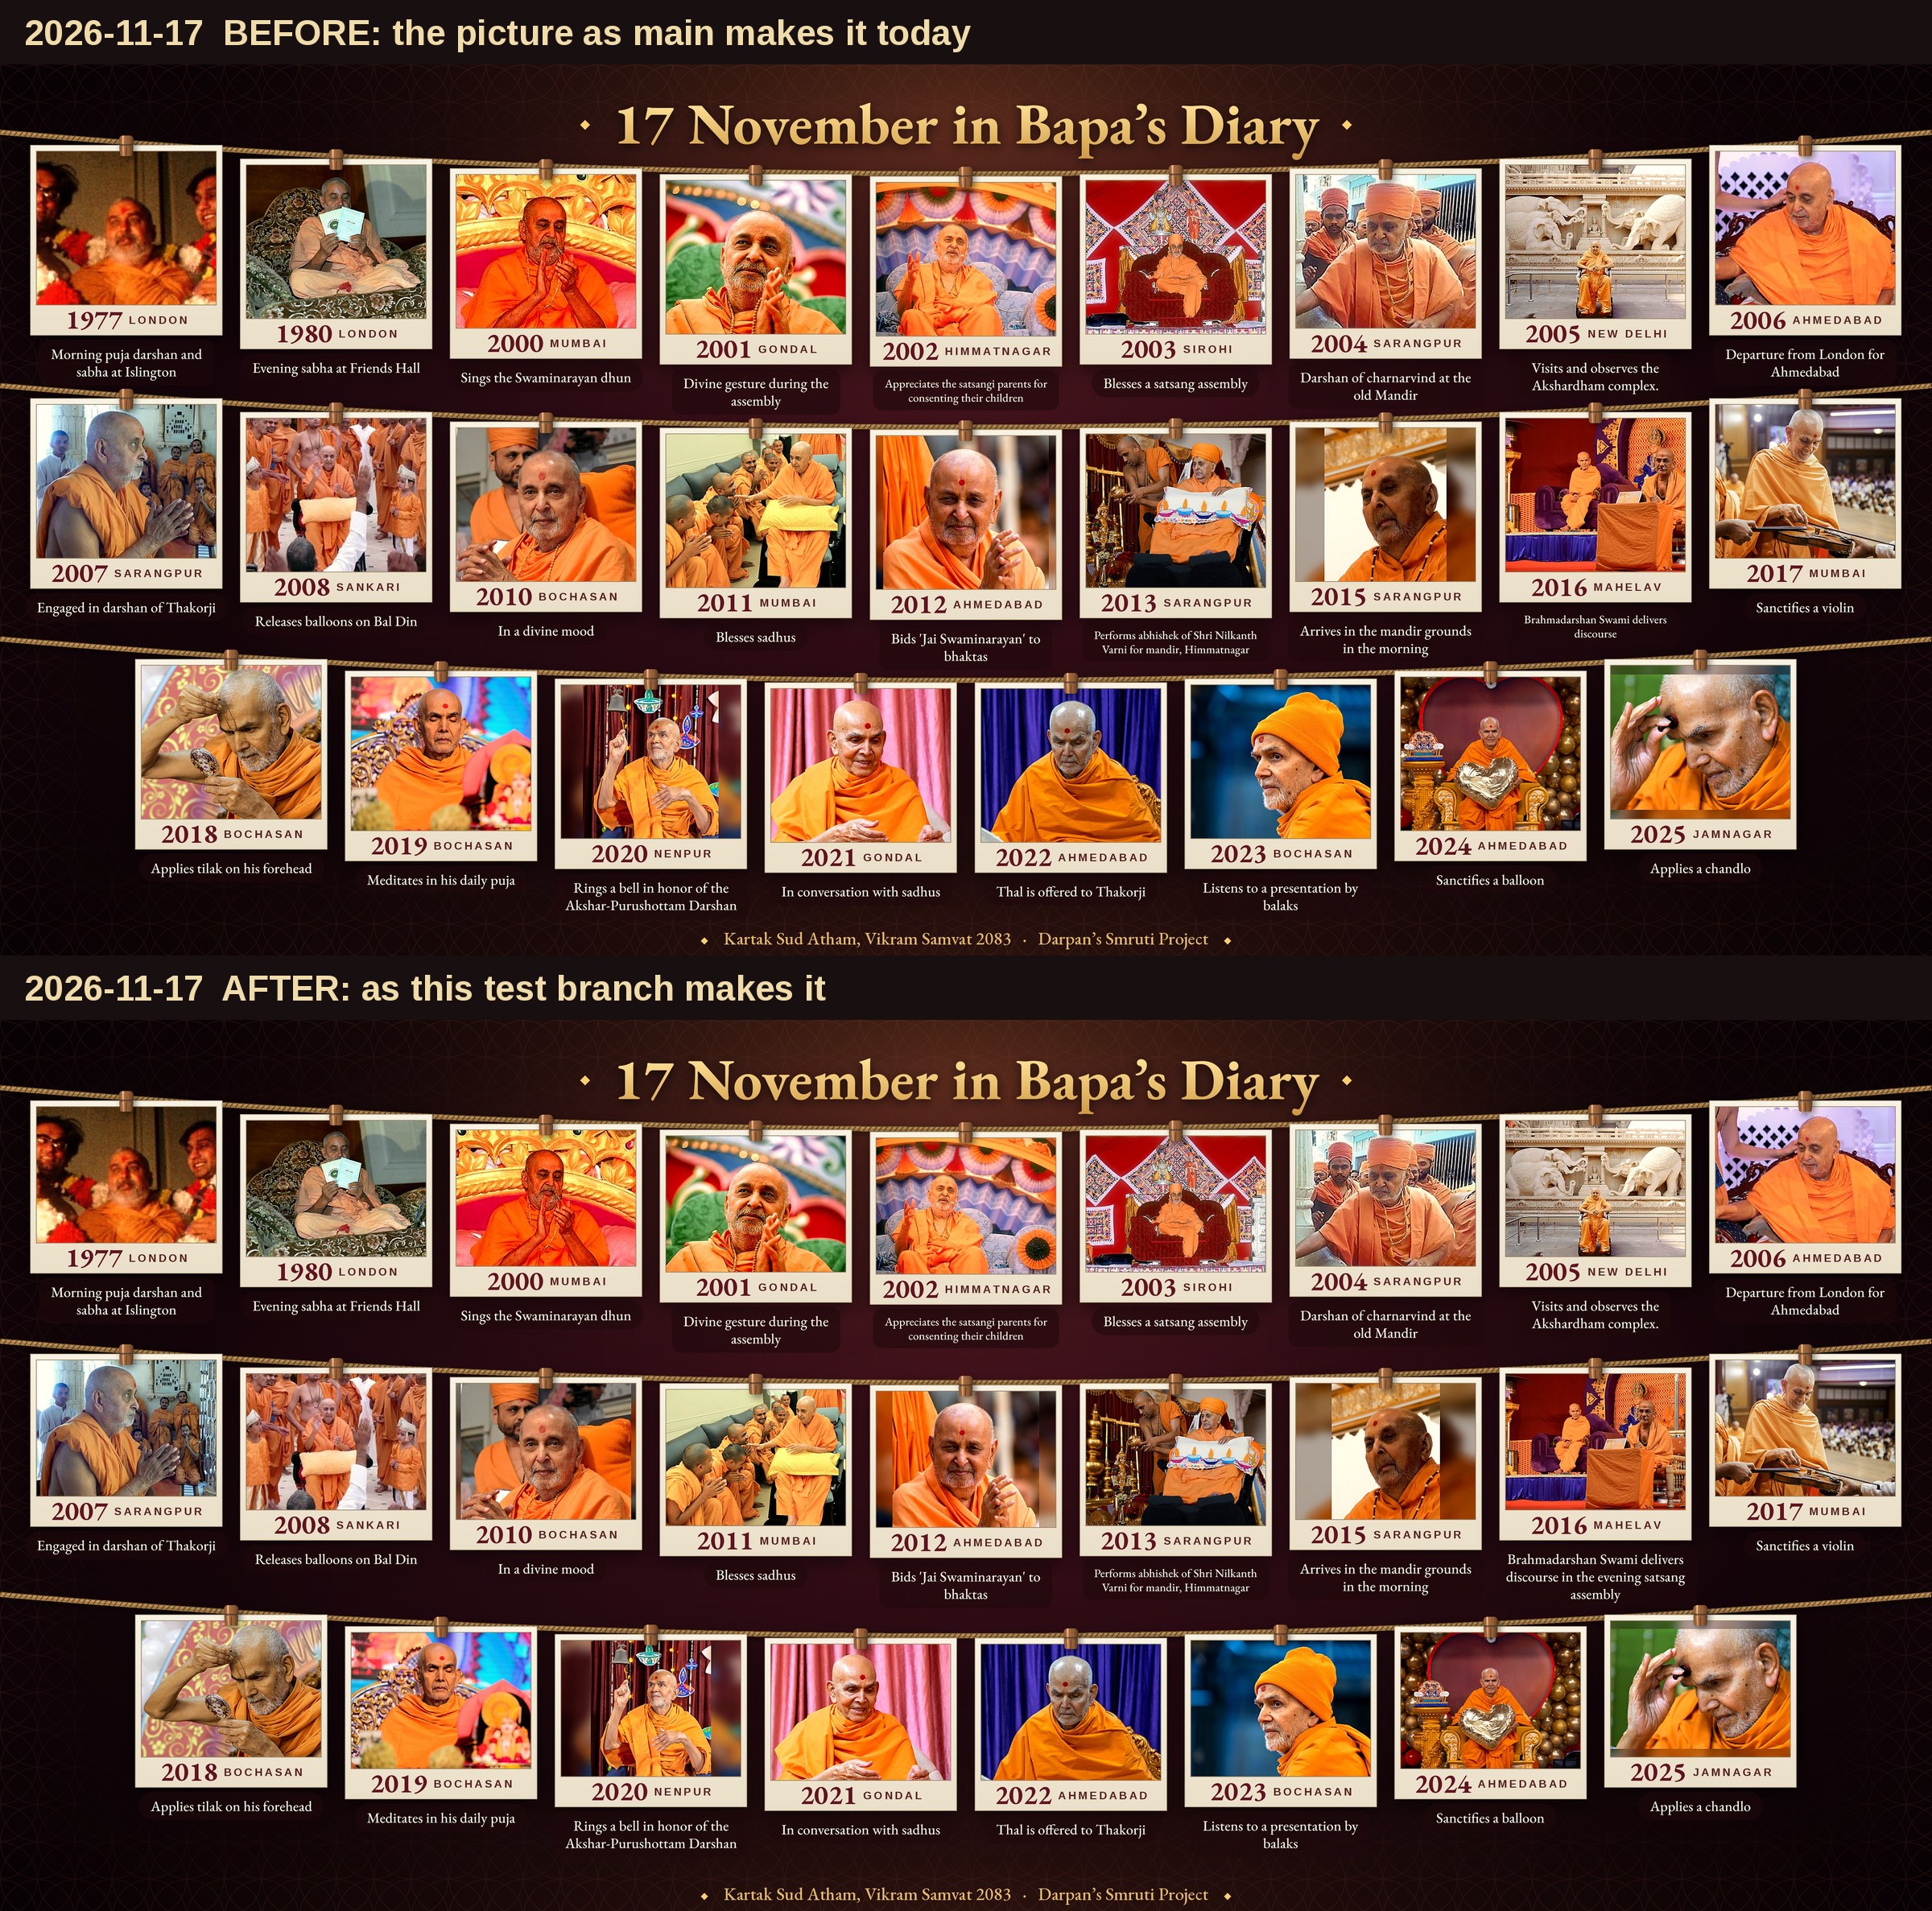 2026-11-17 BEFORE: the picture as main makes it today
17 November in Bapa’s Diary
1977 LONDON
Morning puja darshan and
sabha at Islington
1980 LONDON
Evening sabha at Friends Hall
2000 MUMBAI
Sings the Swaminarayan dhun
2001 GONDAL
Divine gesture during the
assembly
2002 HIMMATNAGAR
Appreciates the satsangi parents for
consenting their children
2003 SIROHI
Blesses a satsang assembly
2004 SARANGPUR
Darshan of charnarvind at the
old Mandir
2005 NEW DELHI
Visits and observes the
Akshardham complex.
2006 AHMEDABAD
Departure from London for
Ahmedabad
2007 SARANGPUR
Engaged in darshan of Thakorji
2008 SANKARI
Releases balloons on Bal Din
2010 BOCHASAN
In a divine mood
2011 MUMBAI
Blesses sadhus
2012 AHMEDABAD
Bids 'Jai Swaminarayan' to
bhaktas
2013 SARANGPUR
Performs abhishek of Shri Nilkanth
Varni for mandir, Himmatnagar
2015 SARANGPUR
Arrives in the mandir grounds
in the morning
2016 MAHELAV
Brahmadarshan Swami delivers
discourse
2017 MUMBAI
Sanctifies a violin
2018 BOCHASAN
Applies tilak on his forehead
2019 BOCHASAN
Meditates in his daily puja
2020 NENPUR
Rings a bell in honor of the
Akshar-Purushottam Darshan
2021 GONDAL
In conversation with sadhus
2022 AHMEDABAD
Thal is offered to Thakorji
2023 BOCHASAN
Listens to a presentation by
balaks
2024 AHMEDABAD
Sanctifies a balloon
2025 JAMNAGAR
Applies a chandlo
Kartak Sud Atham, Vikram Samvat 2083 · Darpan’s Smruti Project
2026-11-17 AFTER: as this test branch makes it
17 November in Bapa’s Diary
1977 LONDON
Morning puja darshan and
sabha at Islington
1980 LONDON
Evening sabha at Friends Hall
2000 MUMBAI
Sings the Swaminarayan dhun
2001 GONDAL
Divine gesture during the
assembly
2002 HIMMATNAGAR
Appreciates the satsangi parents for
consenting their children
2003 SIROHI
Blesses a satsang assembly
2004 SARANGPUR
Darshan of charnarvind at the
old Mandir
2005 NEW DELHI
Visits and observes the
Akshardham complex.
2006 AHMEDABAD
Departure from London for
Ahmedabad
2007 SARANGPUR
Engaged in darshan of Thakorji
2008 SANKARI
Releases balloons on Bal Din
2010 BOCHASAN
In a divine mood
2011 MUMBAI
Blesses sadhus
2012 AHMEDABAD
Bids 'Jai Swaminarayan' to
bhaktas
2013 SARANGPUR
Performs abhishek of Shri Nilkanth
Varni for mandir, Himmatnagar
2015 SARANGPUR
Arrives in the mandir grounds
in the morning
2016 MAHELAV
Brahmadarshan Swami delivers
discourse in the evening satsang
assembly
2017 MUMBAI
Sanctifies a violin
2018 BOCHASAN
Applies tilak on his forehead
2019 BOCHASAN
Meditates in his daily puja
2020 NENPUR
Rings a bell in honor of the
Akshar-Purushottam Darshan
2021 GONDAL
In conversation with sadhus
2022 AHMEDABAD
Thal is offered to Thakorji
2023 BOCHASAN
Listens to a presentation by
balaks
2024 AHMEDABAD
Sanctifies a balloon
2025 JAMNAGAR
Applies a chandlo
Kartak Sud Atham, Vikram Samvat 2083 · Darpan’s Smruti Project